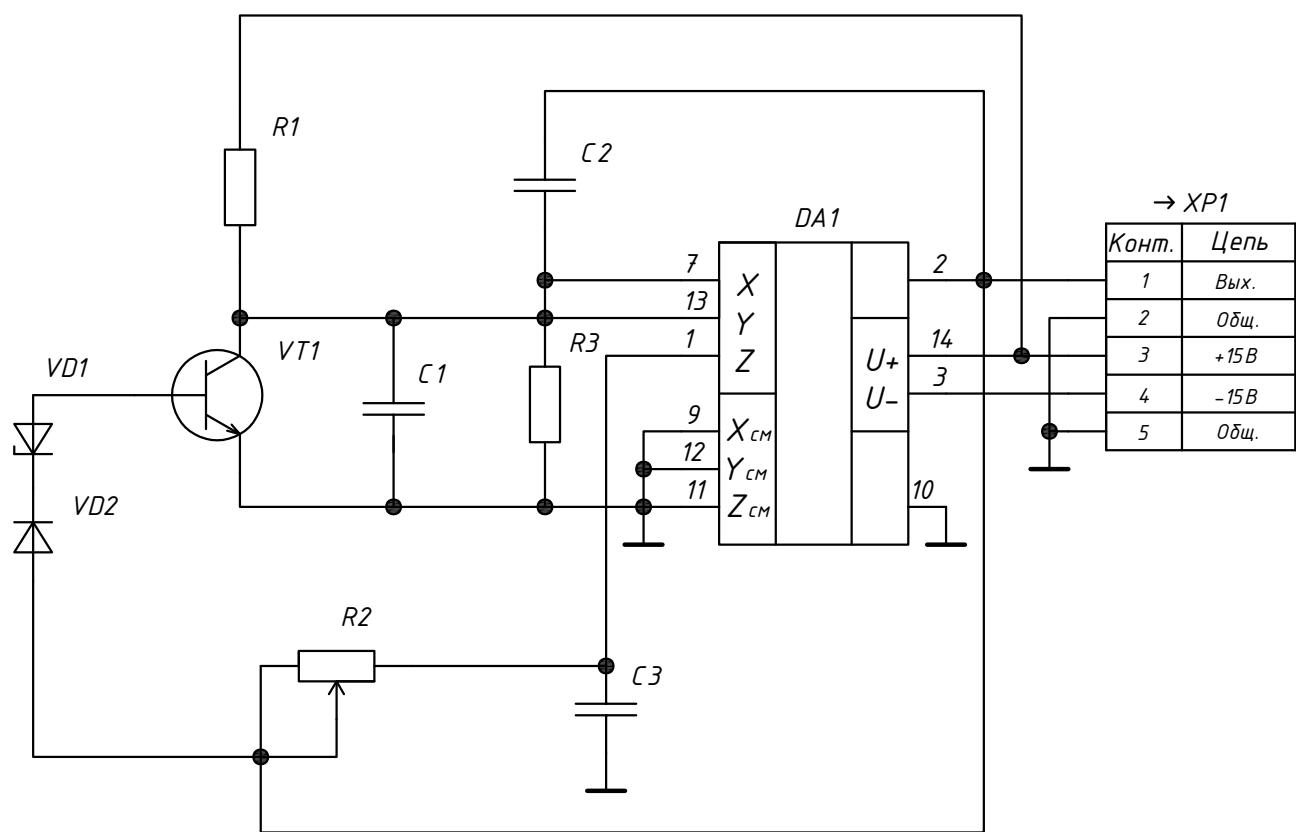 R1
C2
DA1
→ XP1
Конт. Цепь
1 Вых.
2 Общ.
3 +15В
4 -15В
5 Общ.
7 X
13 Y
1 Z
9 Xсм
12 Yсм
11 Zсм
2
14 U+
3 U-
10
VT1
R3
C1
VD1
VD2
R2
C3